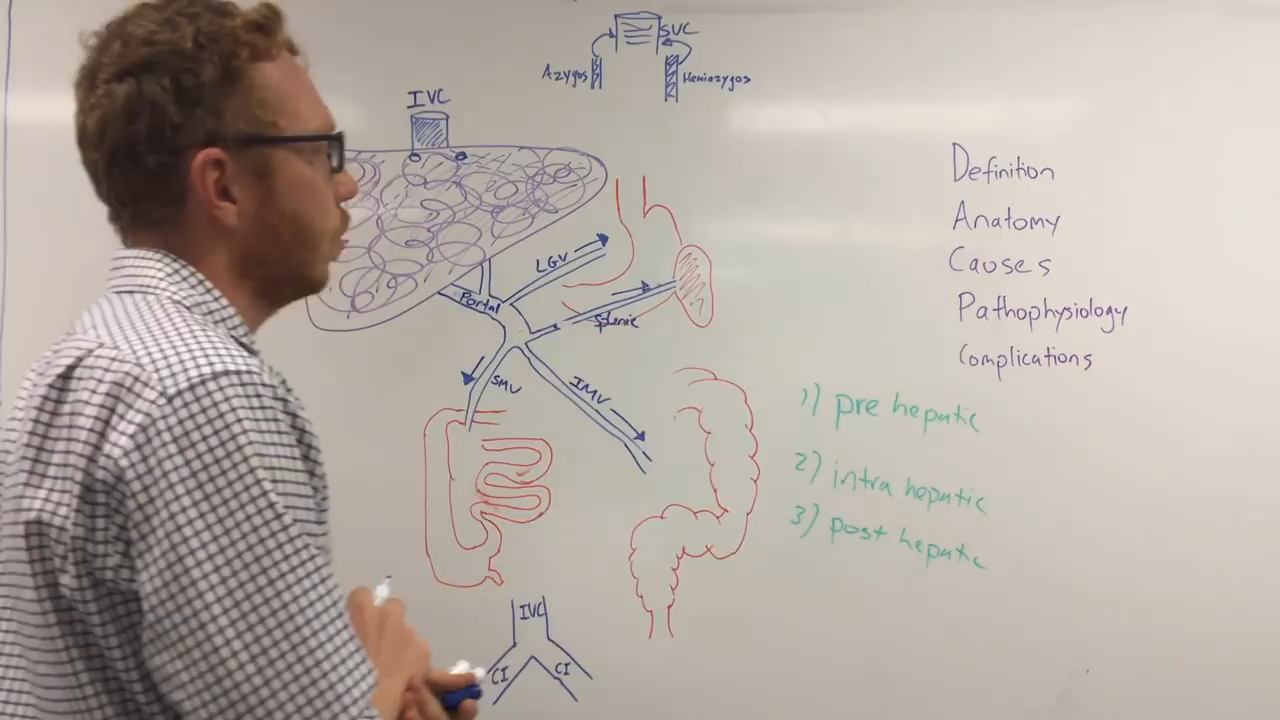 SVC
Azygos
Hemiazygos
IVC
LGV
Portal
Splenic
SMV
IMV
IVC
CI
CI
Definition
Anatomy
Causes
Pathophysiology
Complications
1) pre hepatic
2) intra hepatic
3) post hepatic